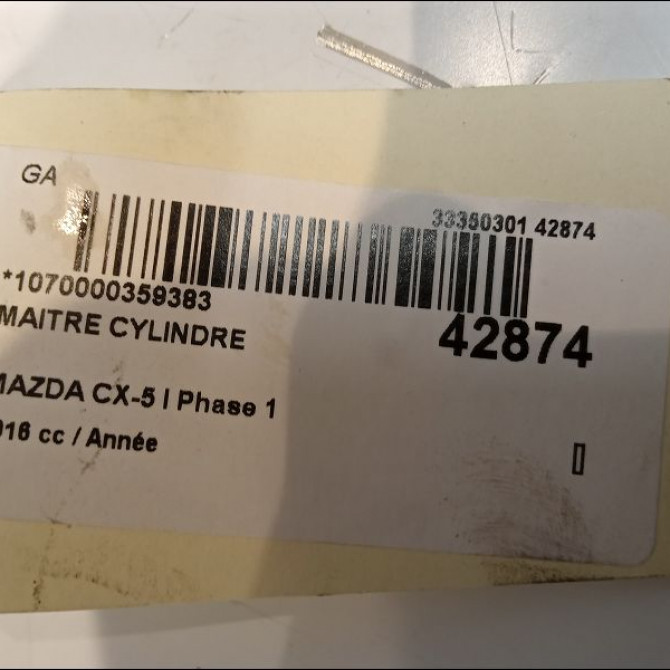 GA
33350301 42874
*1070000359383
MAITRE CYLINDRE
42874
MAZDA CX-5 I Phase 1
016 cc / Année